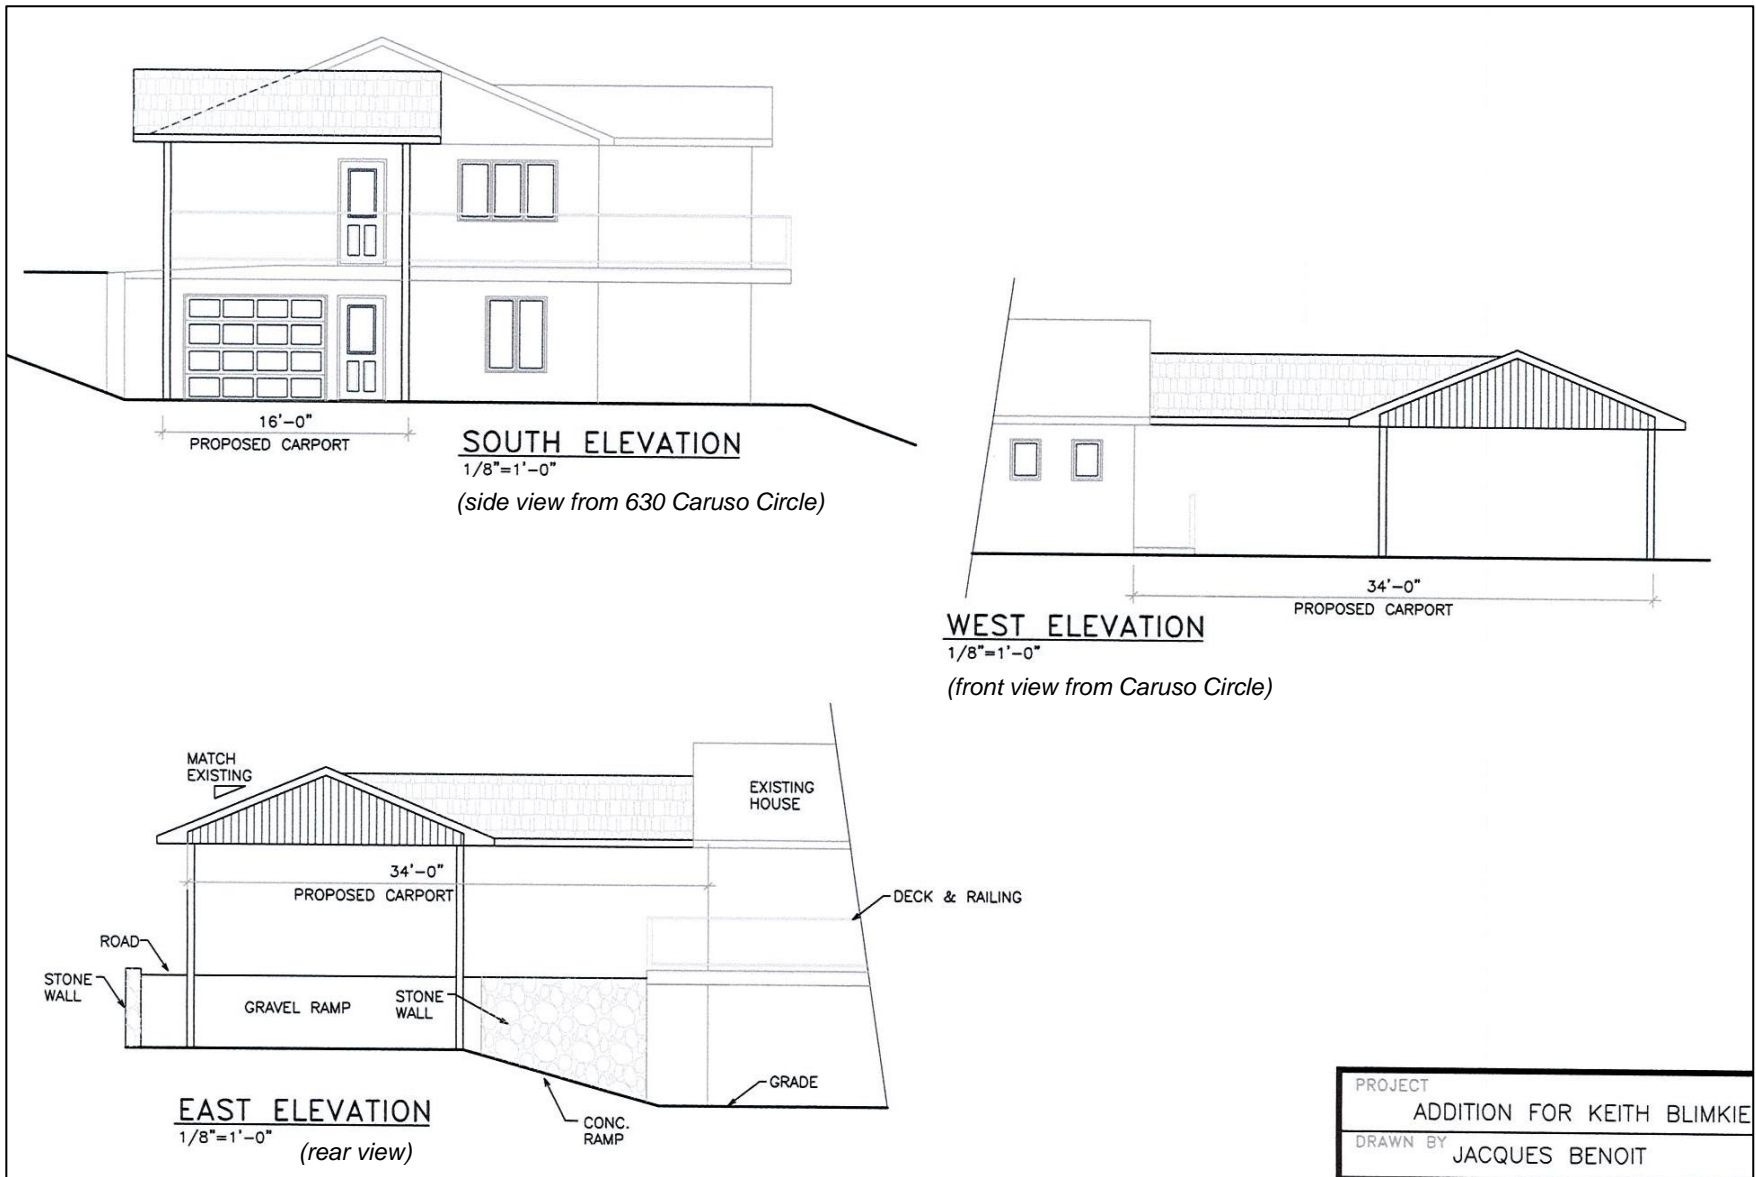 16'-0"
PROPOSED CARPORT
SOUTH ELEVATION
1/8"=1'-0"
(side view from 630 Caruso Circle)
34'-0"
PROPOSED CARPORT
WEST ELEVATION
1/8"=1'-0"
(front view from Caruso Circle)
MATCH
EXISTING
EXISTING
HOUSE
34'-0"
PROPOSED CARPORT
DECK & RAILING
ROAD
STONE
WALL
GRAVEL RAMP
STONE
WALL
GRADE
CONC.
RAMP
EAST ELEVATION
1/8"=1'-0"
(rear view)
PROJECT
ADDITION FOR KEITH BLIMKIE
DRAWN BY
JACQUES BENOIT